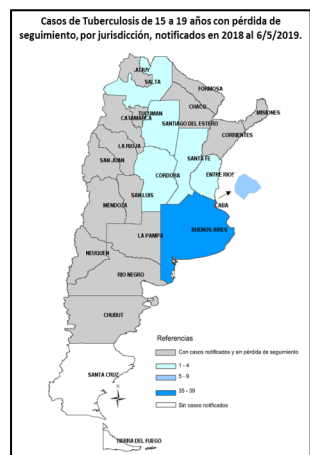 Casos de Tuberculosis de 15 a 19 años con pérdida de
seguimiento, por jurisdicción, notificados en 2018 al 6/5/2019.
JUJUY
SALTA
FORMOSA
CHACO
MISIONES
TUCUMAN
CATAMARCA
SANTIAGO DEL ESTERO
CORRIENTES
LA RIOJA
SANTA FE
SAN JUAN
CORDOBA
ENTRE RIOS
SAN LUIS
CABA
MENDOZA
BUENOS AIRES
LA PAMPA
NEUQUEN
RIO NEGRO
CHUBUT
Referencias
Con casos notificados y sin pérdida de seguimiento
1 - 4
5 - 9
35 - 39
Sin casos notificados
SANTA CRUZ
TIERRA DEL FUEGO